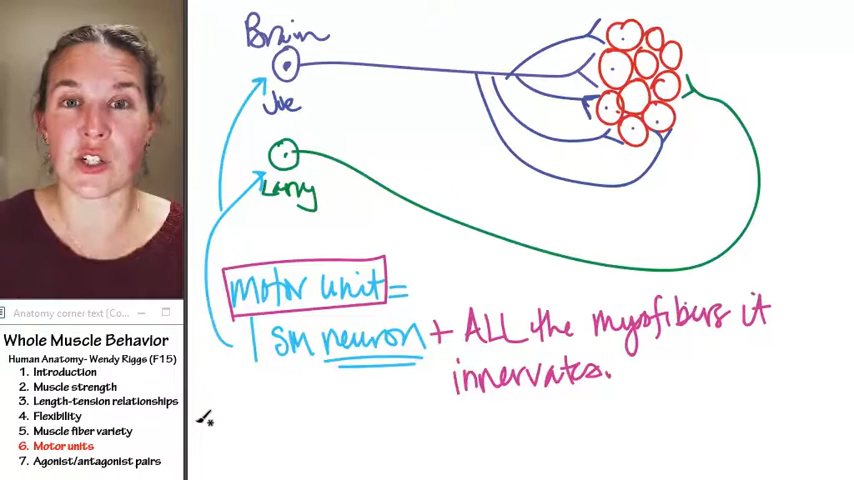 Brain
Joe
Larry
motor unit =
1 SM neuron + ALL the myofibers it
innervates.
Anatomy corner text [Co...
Whole Muscle Behavior
Human Anatomy- Wendy Riggs (F15)
1. Introduction
2. Muscle strength
3. Length-tension relationships
4. Flexibility
5. Muscle fiber variety
6. Motor units
7. Agonist/antagonist pairs